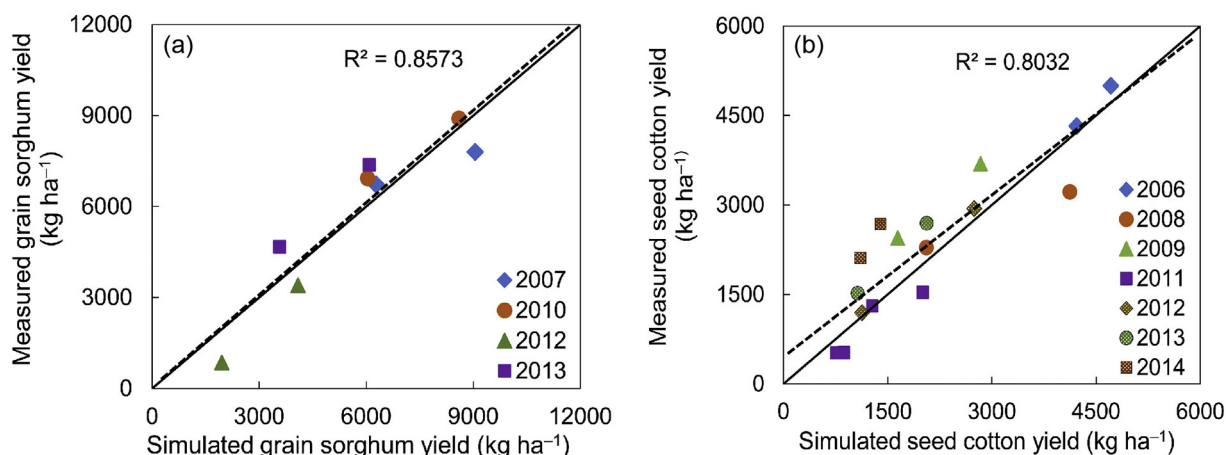 (a)
R² = 0.8573
Measured grain sorghum yield
(kg ha⁻¹)
12000
9000
6000
3000
0
2007
2010
2012
2013
0 3000 6000 9000 12000
Simulated grain sorghum yield (kg ha⁻¹)
(b)
R² = 0.8032
Measured seed cotton yield
(kg ha⁻¹)
6000
4500
3000
1500
0
2006
2008
2009
2011
2012
2013
2014
0 1500 3000 4500 6000
Simulated seed cotton yield (kg ha⁻¹)